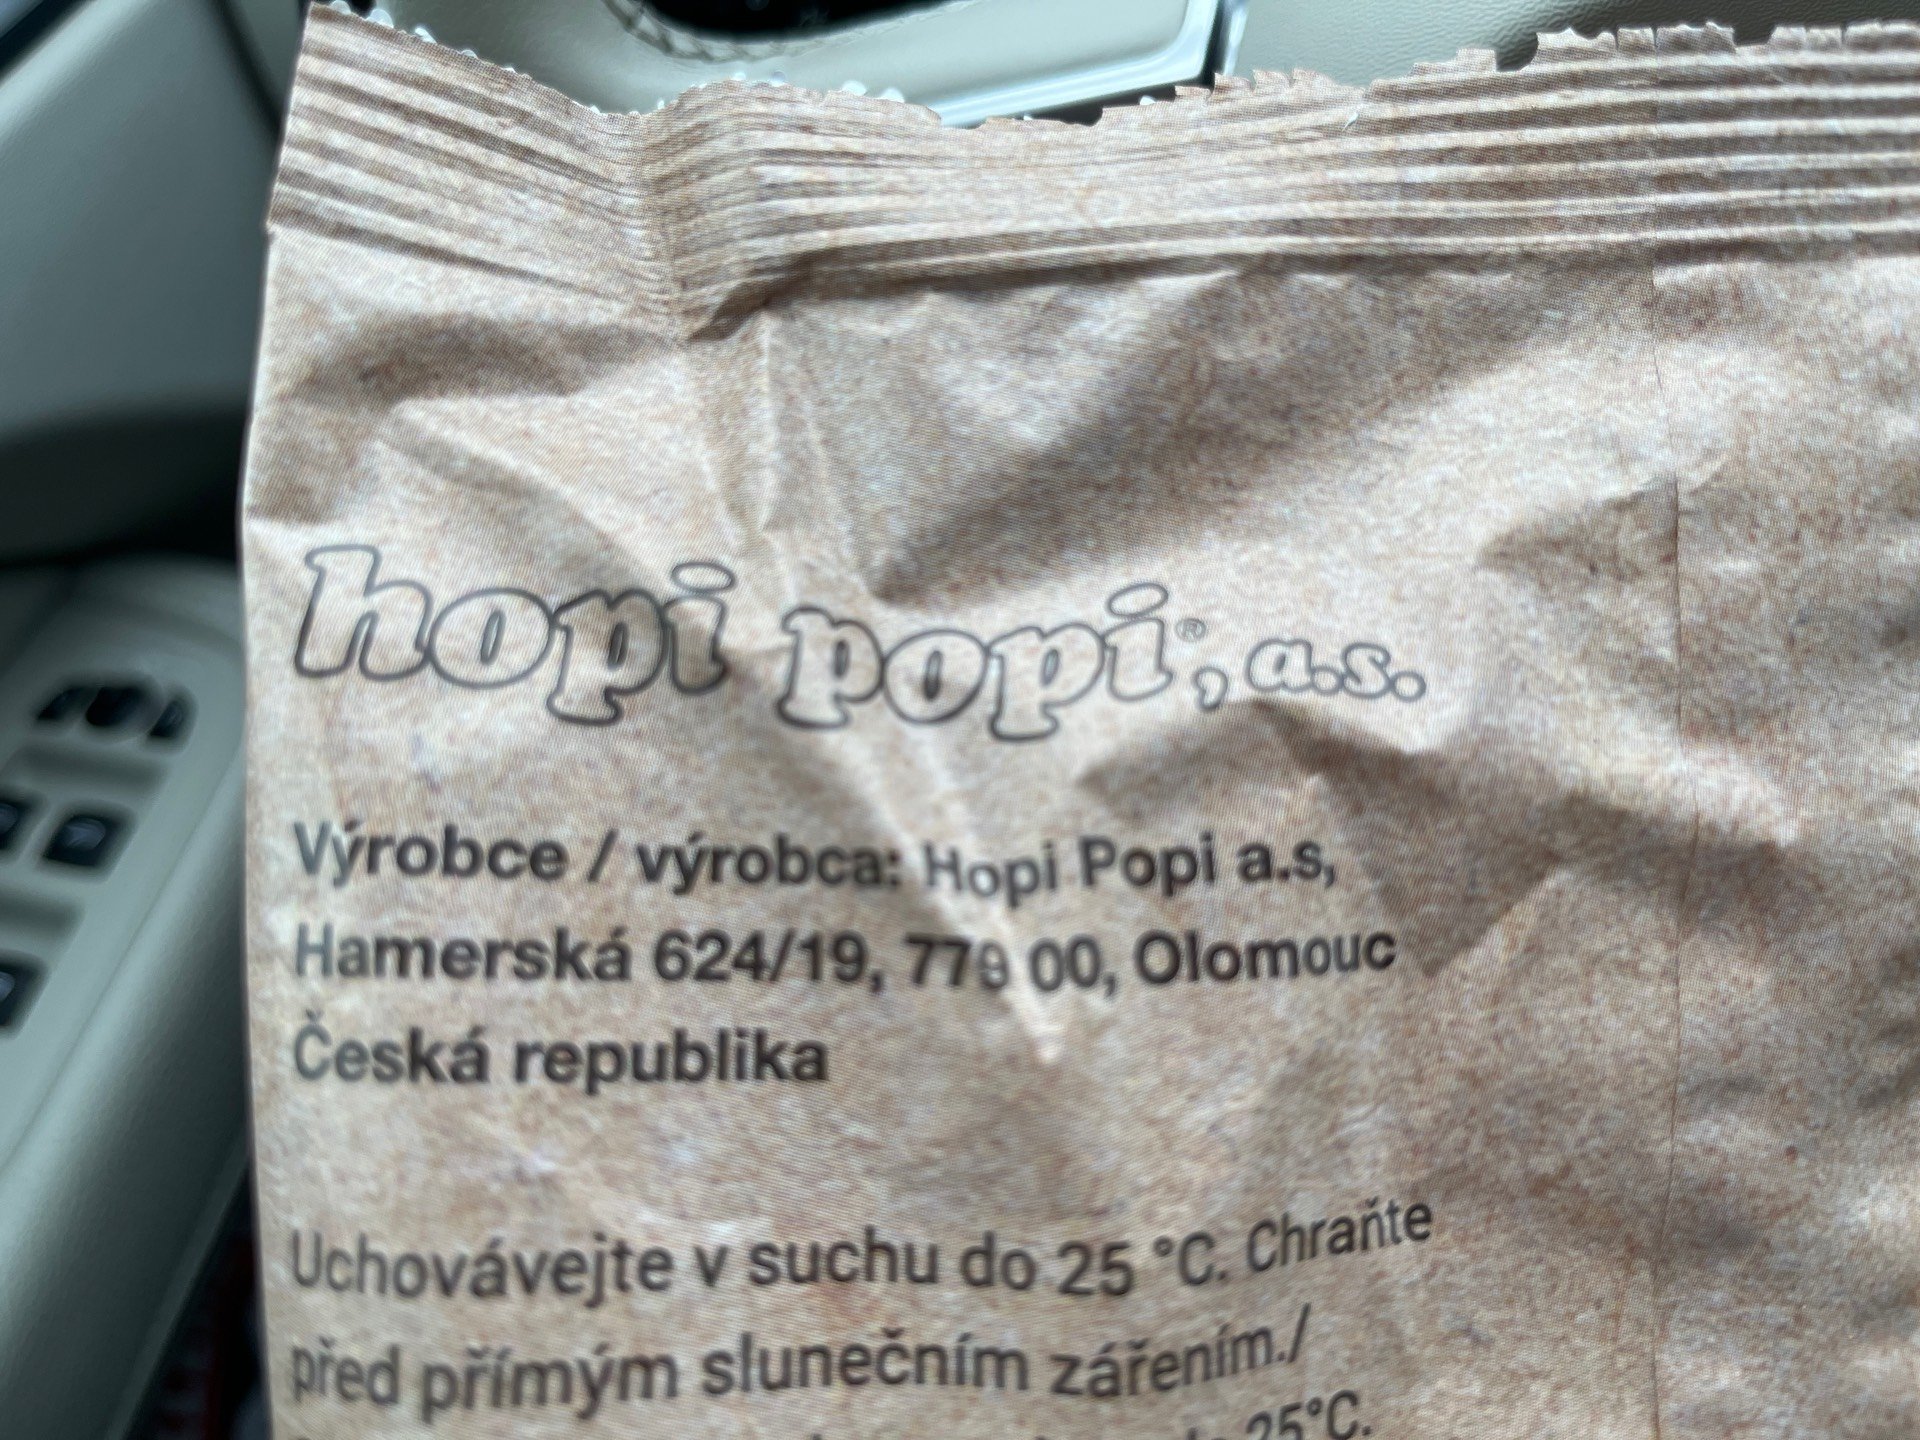 hopi popi®, a.s.
Výrobce / výrobca: Hopi Popi a.s,
Hamerská 624/19, 779 00, Olomouc
Česká republika
Uchovávejte v suchu do 25 °C. Chraňte
před přímým slunečním zářením./
25°C.